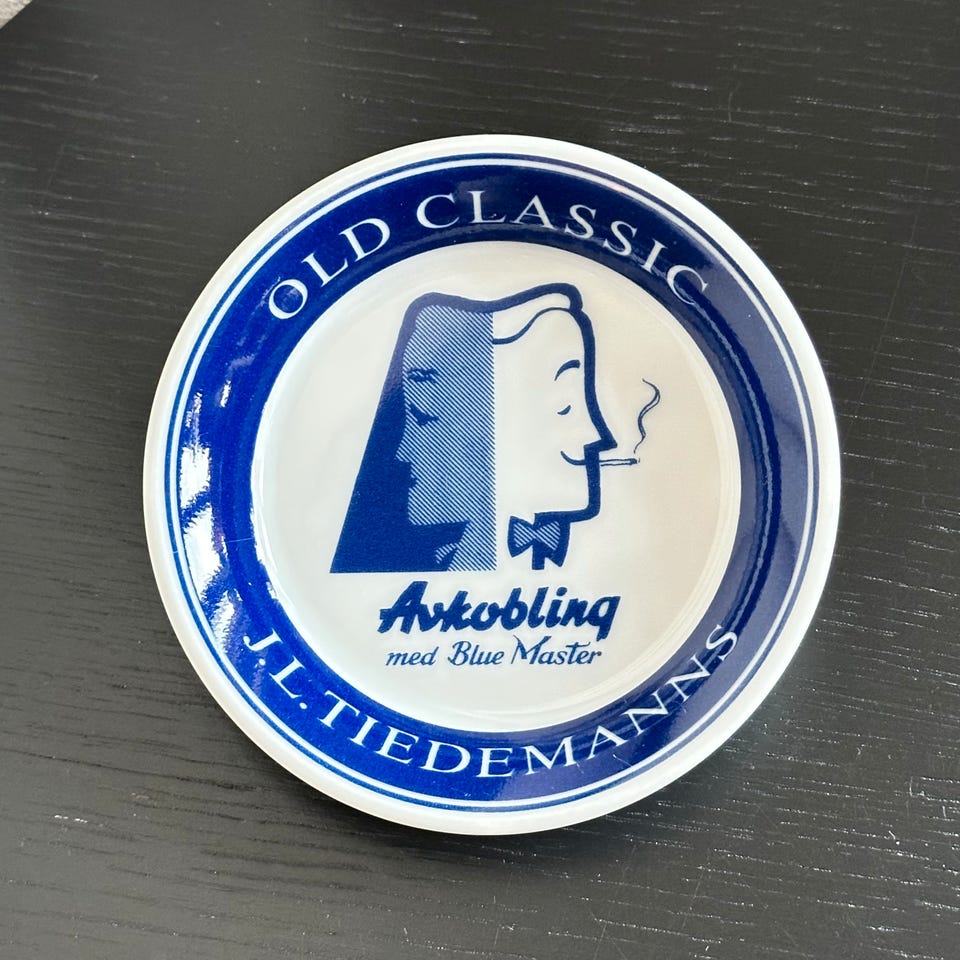 OLD CLASSIC
Avkobling
med Blue Master
J.L. TIEDEMANNS